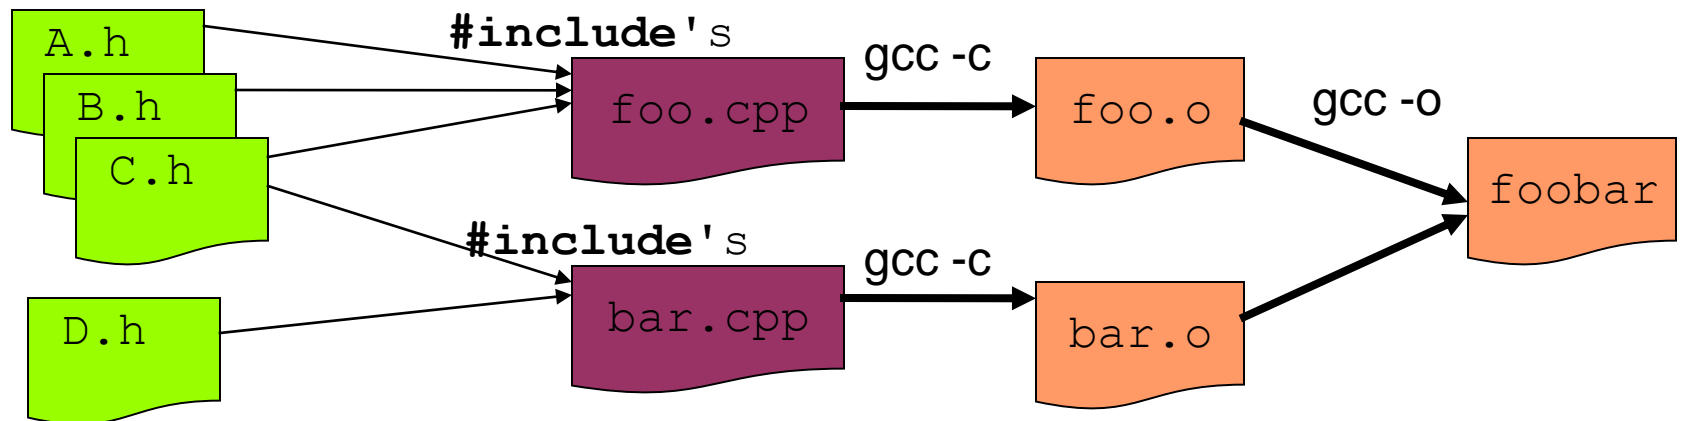 A.h
B.h
C.h
D.h
#include's
foo.cpp
gcc -c
foo.o
gcc -o
foobar
#include's
bar.cpp
gcc -c
bar.o